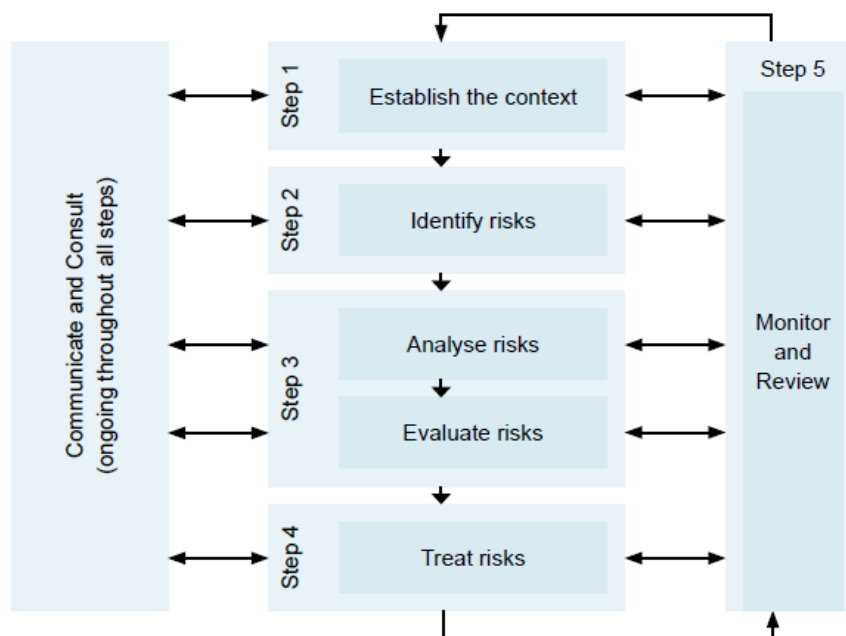 Communicate and Consult
(ongoing throughout all steps)
Step 1
Establish the context
Step 2
Identify risks
Step 3
Analyse risks
Evaluate risks
Step 4
Treat risks
Step 5
Monitor
and
Review